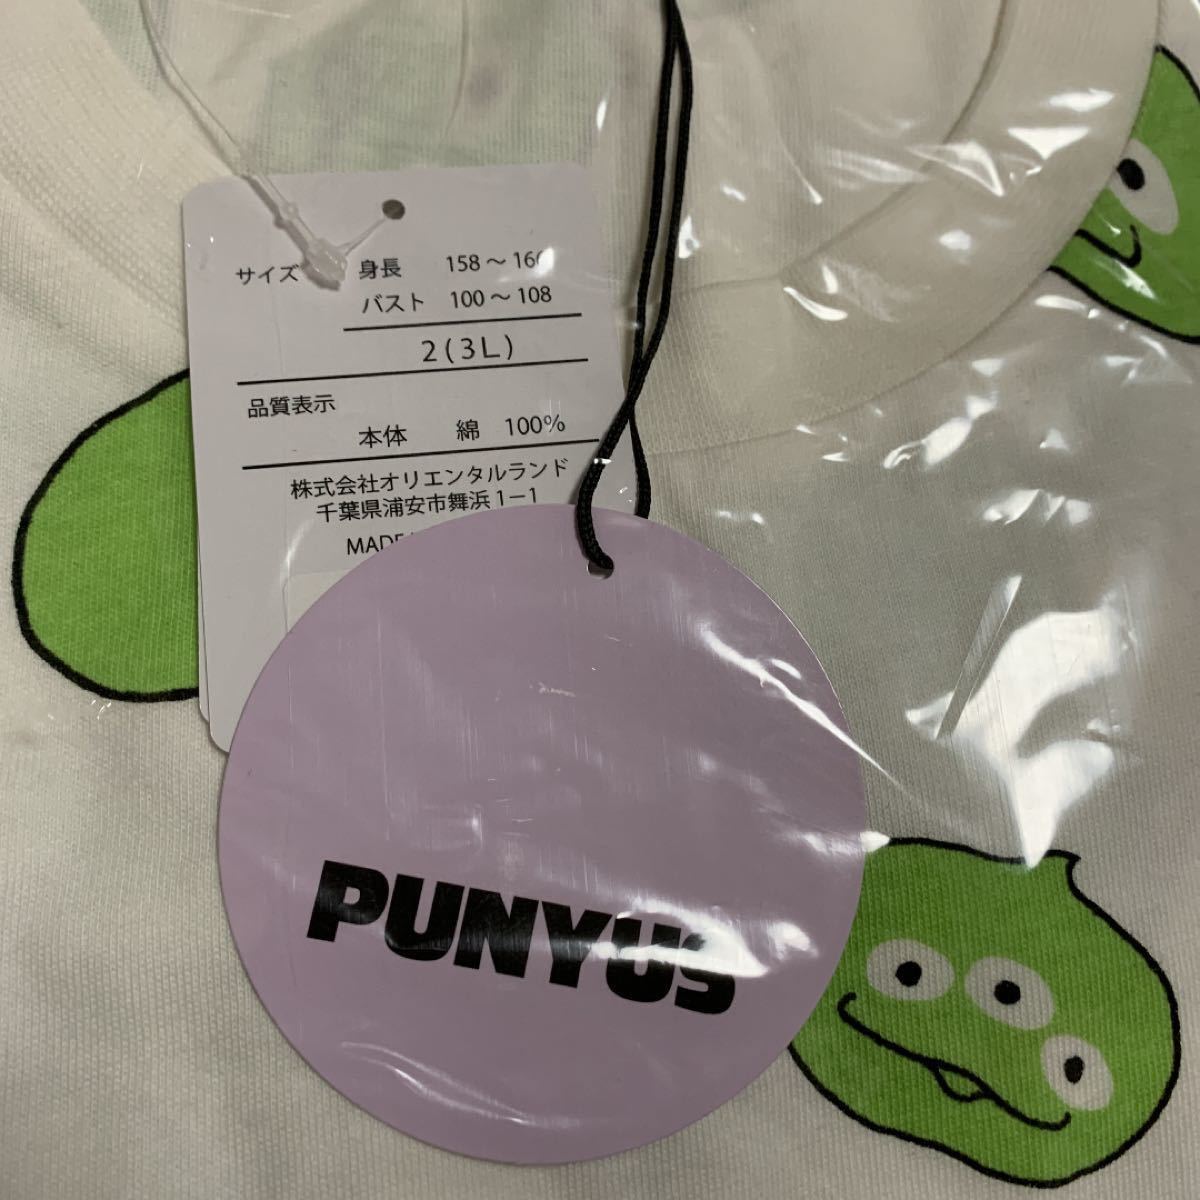 サイズ 身長 158～16
バスト 100～108
2(3L)
品質表示
本体 綿 100%
株式会社オリエンタルランド
千葉県浦安市舞浜1-1
MADE
PUNYUS